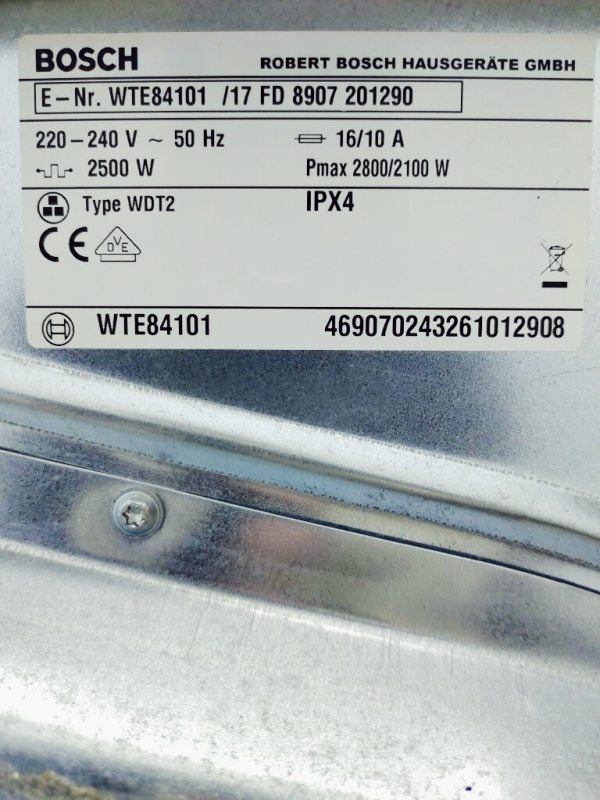 BOSCH
ROBERT BOSCH HAUSGERÄTE GMBH
E-Nr. WTE84101 /17 FD 8907 201290
220-240 V ~ 50 Hz 16/10 A
2500 W Pmax 2800/2100 W
Type WDT2 IPX4
CE DVE
WTE84101 469070243261012908